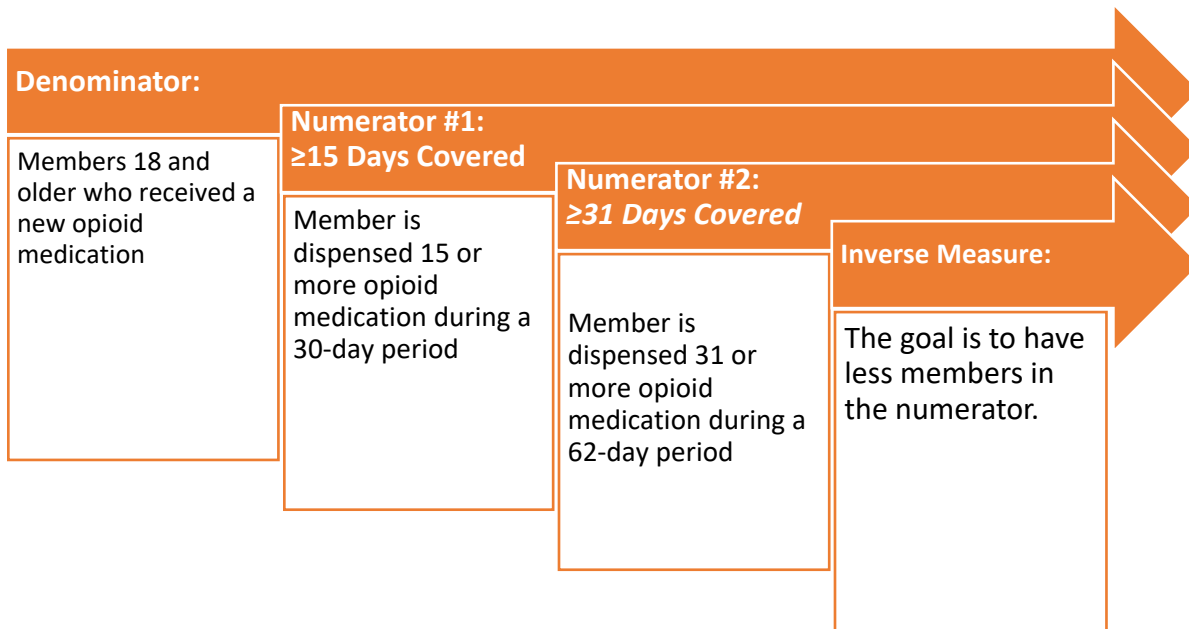 Denominator:
Members 18 and
older who received a
new opioid
medication
Numerator #1:
≥15 Days Covered
Member is
dispensed 15 or
more opioid
medication during a
30-day period
Numerator #2:
≥31 Days Covered
Member is
dispensed 31 or
more opioid
medication during a
62-day period
Inverse Measure:
The goal is to have
less members in
the numerator.